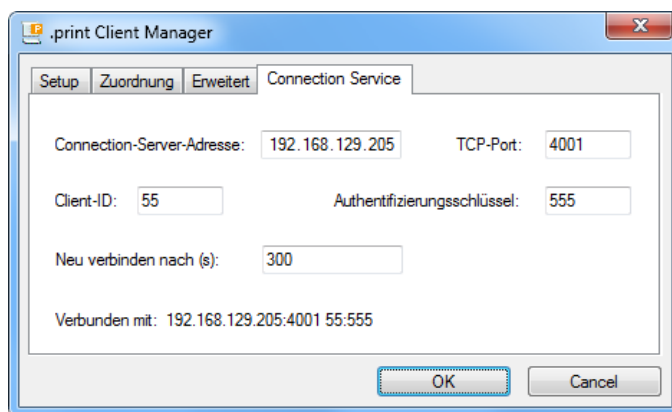 .print Client Manager
Setup Zuordnung Erweitert Connection Service
Connection-Server-Adresse: 192.168.129.205 TCP-Port: 4001
Client-ID: 55 Authentifizierungsschlüssel: 555
Neu verbinden nach (s): 300
Verbunden mit: 192.168.129.205:4001 55:555
OK Cancel